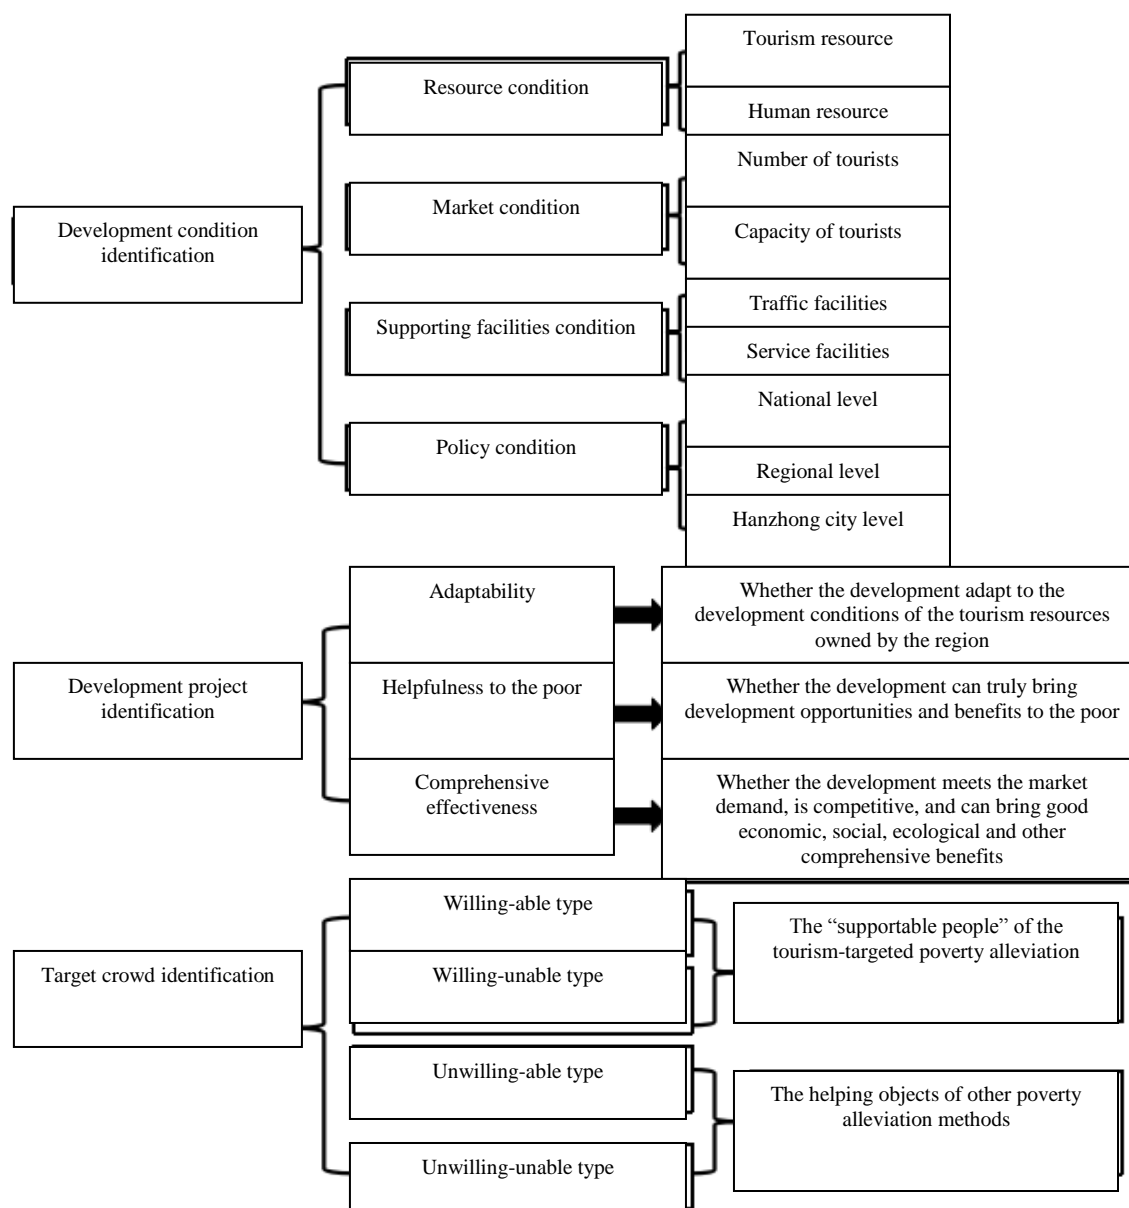 Development condition
identification
Resource condition
Tourism resource
Human resource
Market condition
Number of tourists
Capacity of tourists
Supporting facilities condition
Traffic facilities
Service facilities
Policy condition
National level
Regional level
Hanzhong city level
Development project
identification
Adaptability
Whether the development adapt to the
development conditions of the tourism resources
owned by the region
Helpfulness to the poor
Whether the development can truly bring
development opportunities and benefits to the poor
Comprehensive
effectiveness
Whether the development meets the market
demand, is competitive, and can bring good
economic, social, ecological and other
comprehensive benefits
Target crowd identification
Willing-able type
Willing-unable type
The “supportable people” of the
tourism-targeted poverty alleviation
Unwilling-able type
Unwilling-unable type
The helping objects of other poverty
alleviation methods